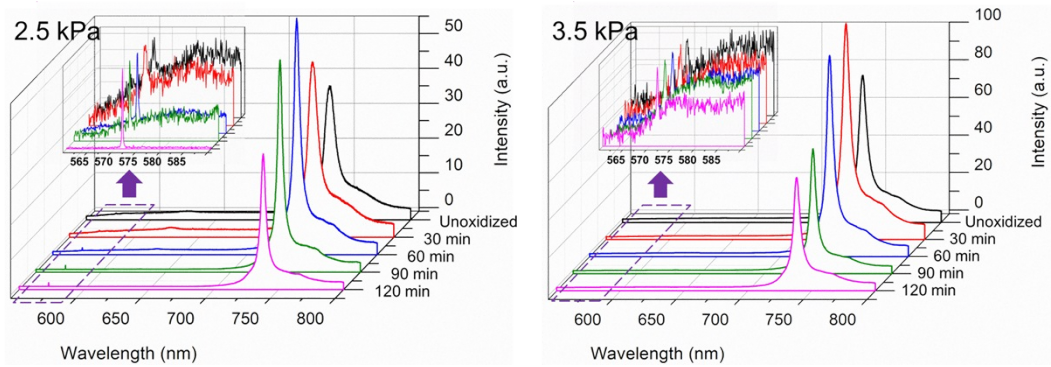 2.5 kPa
50
40
30
20
10
0
Intensity (a.u.)
565 570 575 580 585
Unoxidized
30 min
60 min
90 min
120 min
600 650 700 750 800
Wavelength (nm)
3.5 kPa
100
80
60
40
20
0
Intensity (a.u.)
565 570 575 580 585
Unoxidized
30 min
60 min
90 min
120 min
600 650 700 750 800
Wavelength (nm)